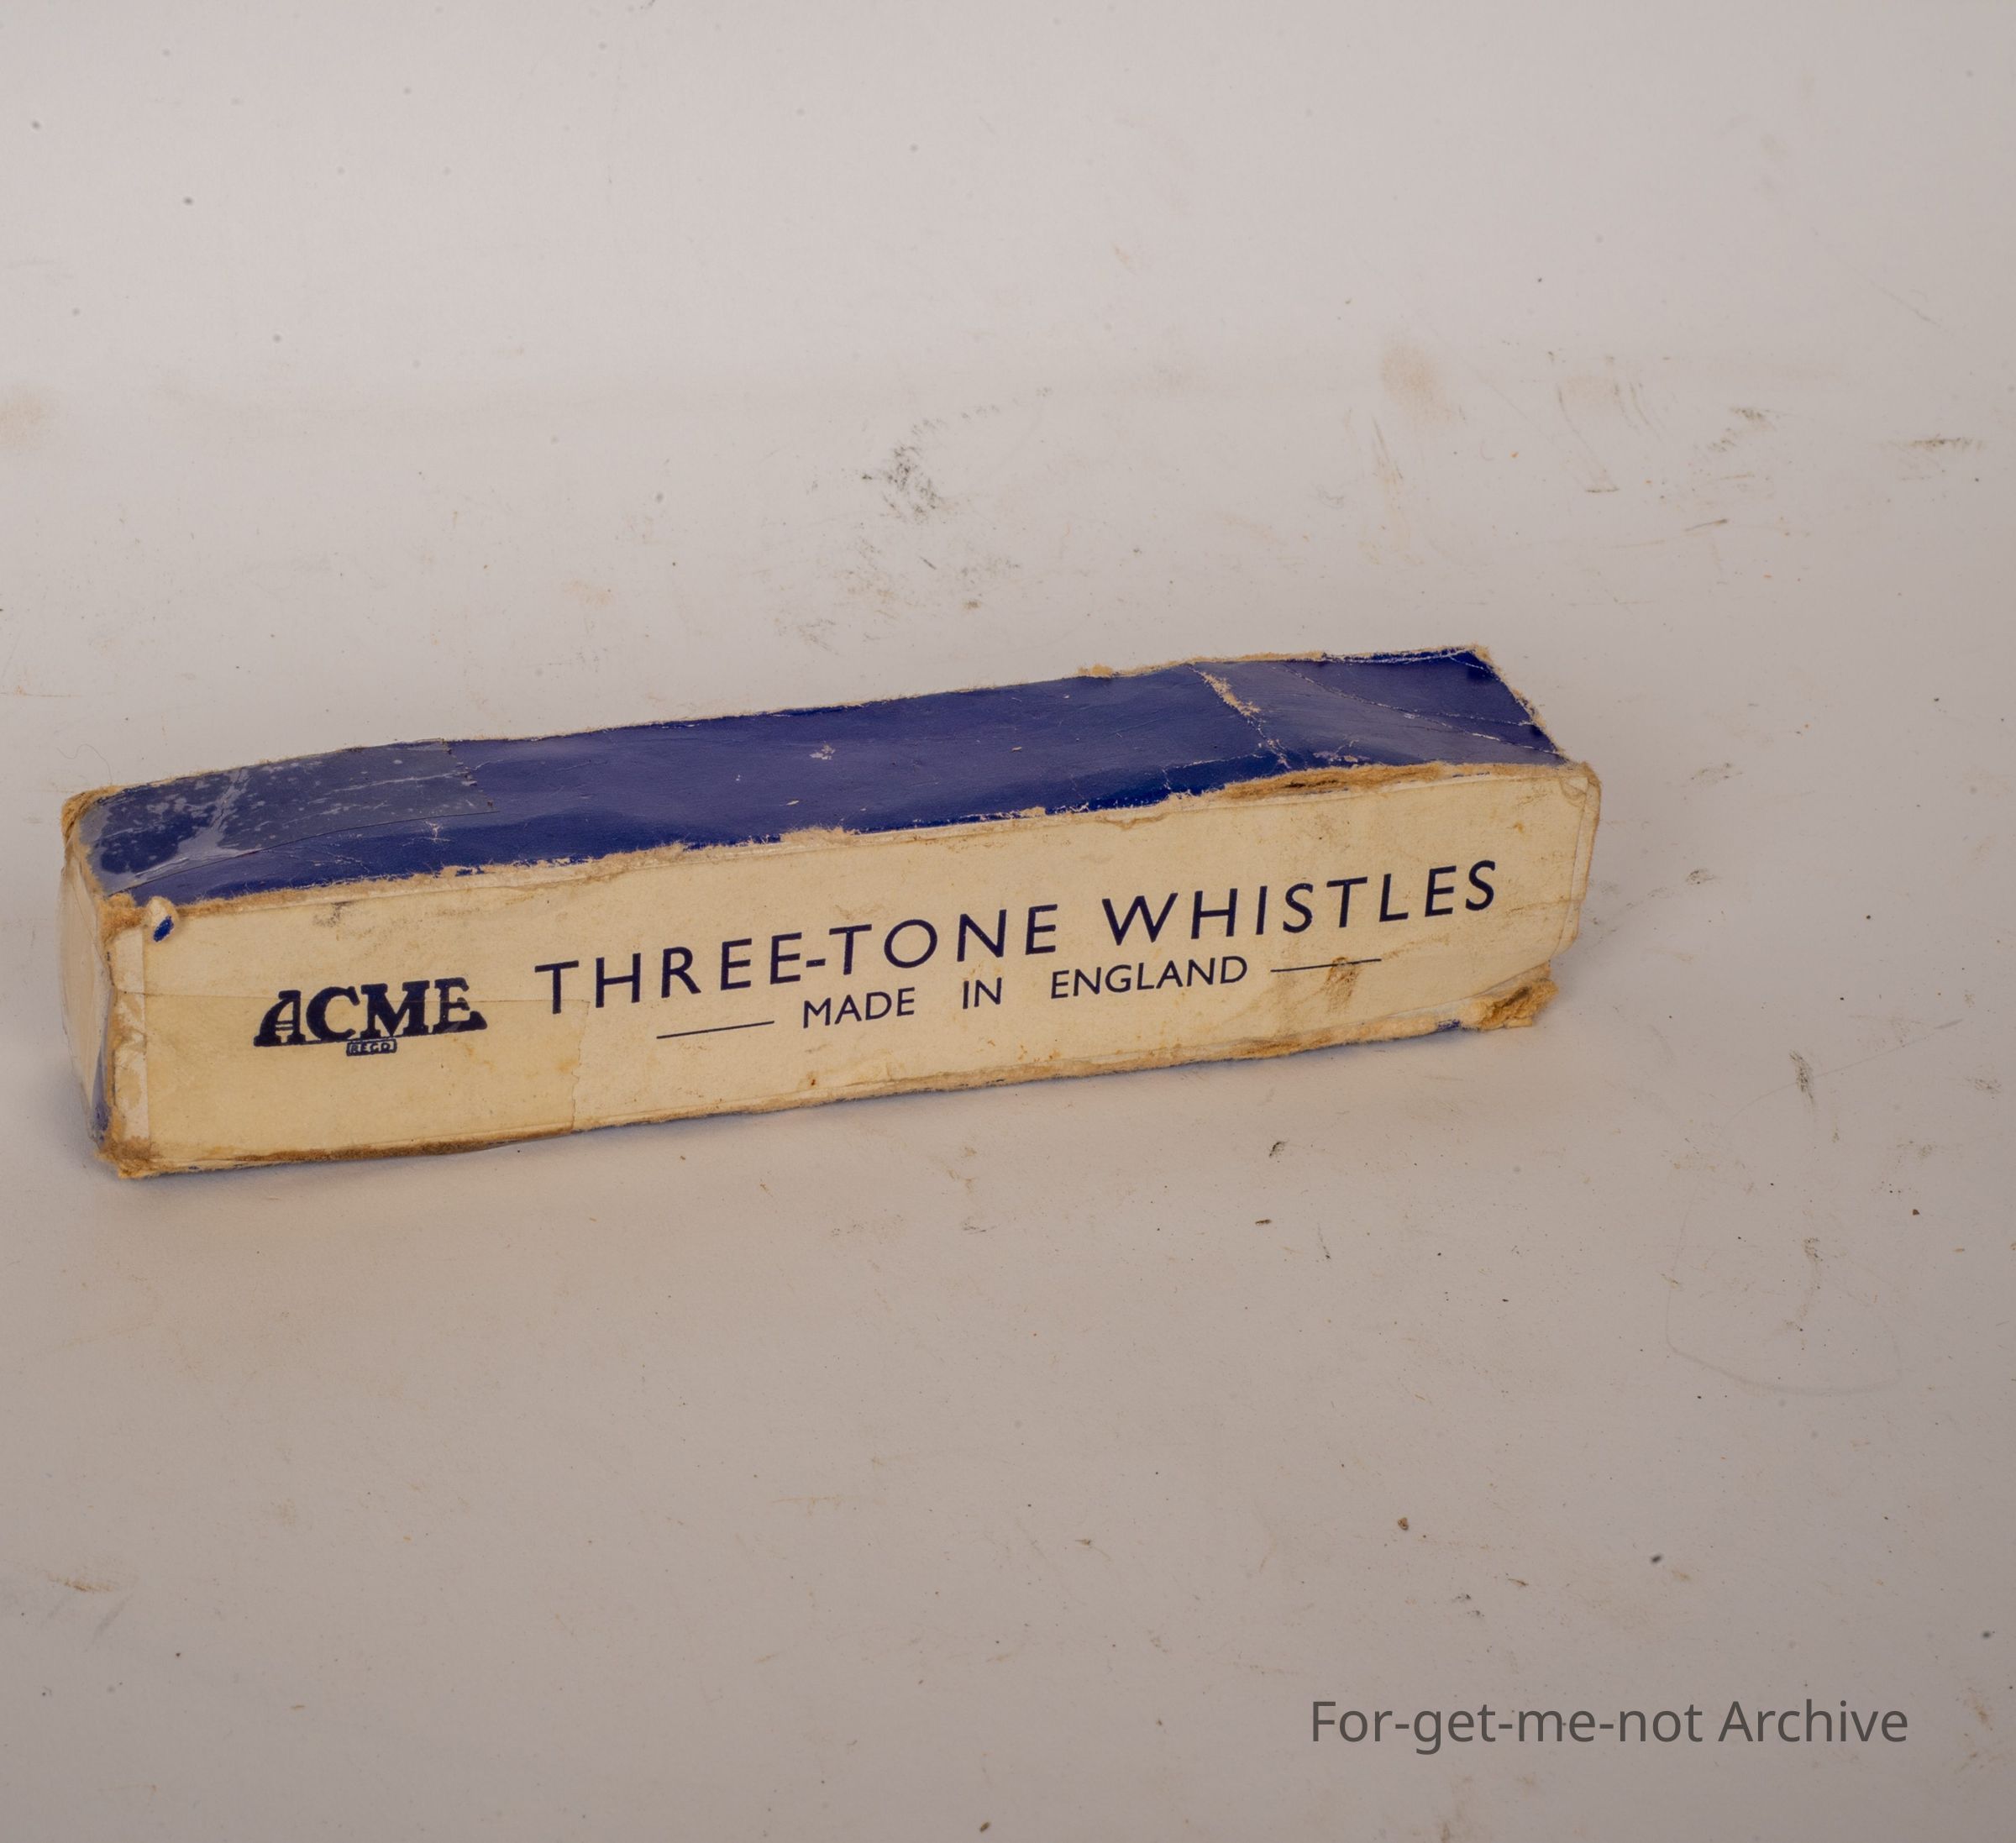 ACME
REGD
THREE-TONE WHISTLES
MADE IN ENGLAND
For-get-me-not Archive